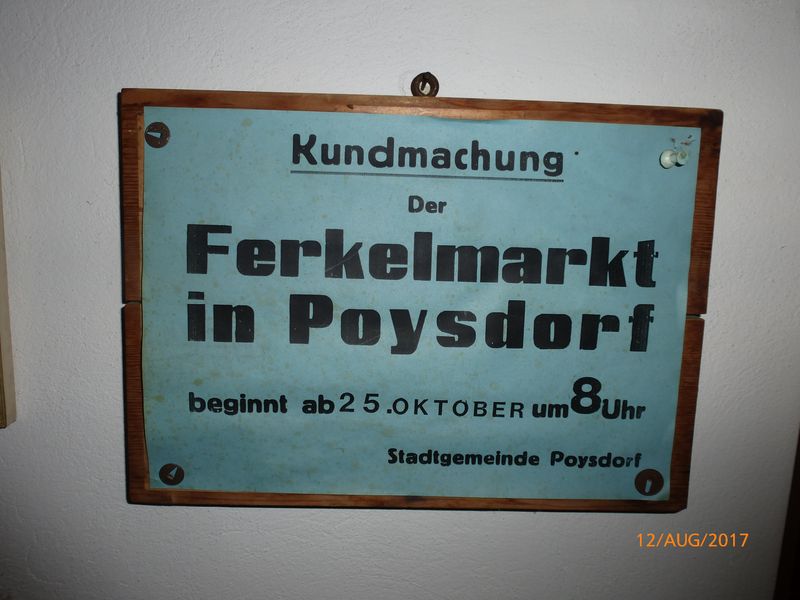 Kundmachung
Der
Ferkelmarkt
in Poysdorf
beginnt ab 25. OKTOBER um 8 Uhr
Stadtgemeinde Poysdorf
12/AUG/2017